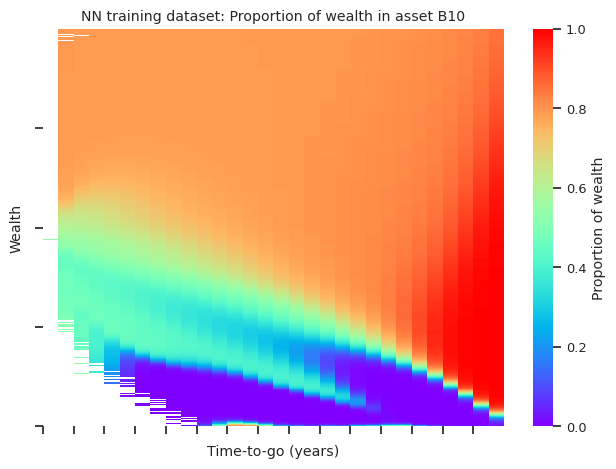 NN training dataset: Proportion of wealth in asset B10
1.0
0.8
0.6
0.4
0.2
0.0
Proportion of wealth
Wealth
Time-to-go (years)